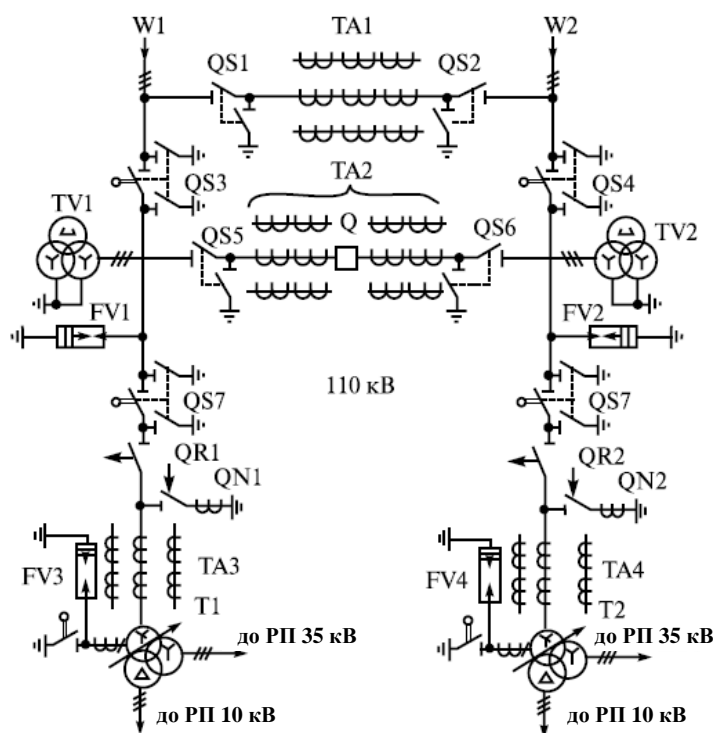 W1 TA1 W2
QS1 QS2
QS3 TA2 QS4
TV1 Q TV2
QS5 QS6
FV1 FV2
110 кВ
QS7 QS7
QR1 QR2
QN1 QN2
FV3 TA3 FV4 TA4
T1 T2
до РП 35 кВ до РП 35 кВ
до РП 10 кВ до РП 10 кВ